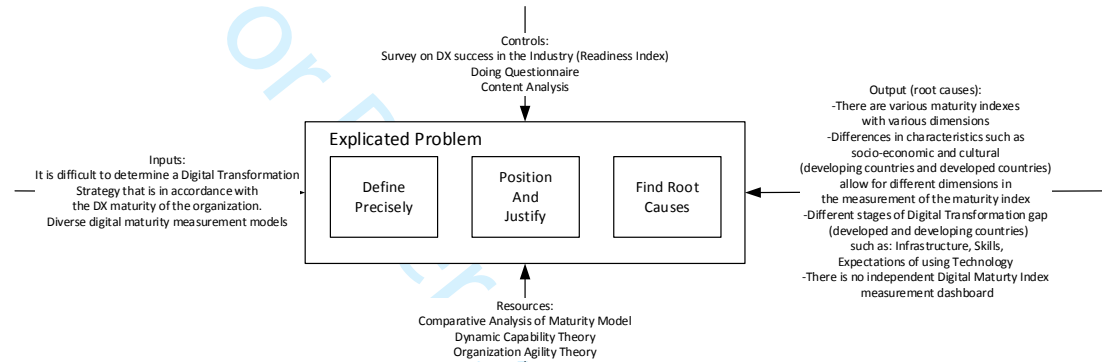 Controls:
Survey on DX success in the Industry (Readiness Index)
Doing Questionnaire
Content Analysis
Inputs:
It is difficult to determine a Digital Transformation
Strategy that is in accordance with
the DX maturity of the organization.
Diverse digital maturity measurement models
Explicated Problem
Define
Precisely
Position
And
Justify
Find Root
Causes
Output (root causes):
-There are various maturity indexes
with various dimensions
-Differences in characteristics such as
socio-economic and cultural
(developing countries and developed countries)
allow for different dimensions in
the measurement of the maturity index
-Different stages of Digital Transformation gap
(developed and developing countries)
such as: Infrastructure, Skills,
Expectations of using Technology
-There is no independent Digital Maturty Index
measurement dashboard
Resources:
Comparative Analysis of Maturity Model
Dynamic Capability Theory
Organization Agility Theory